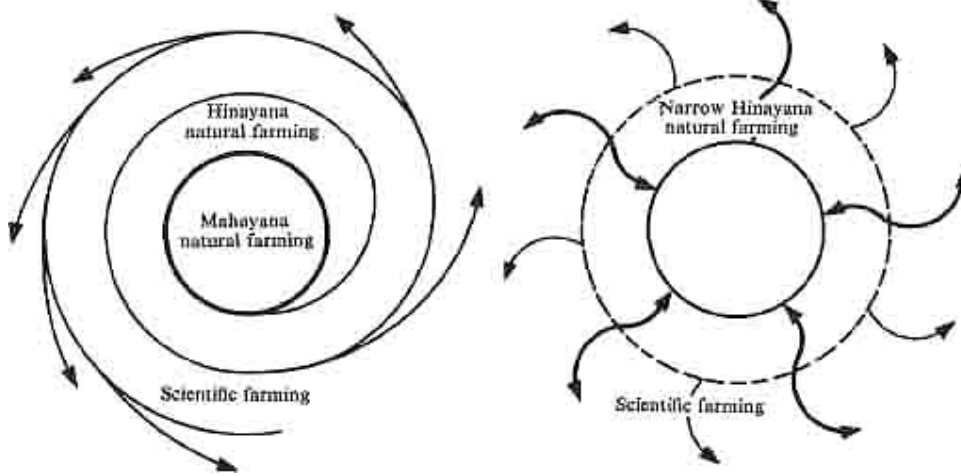 Hinayana
natural farming
Mahayana
natural farming
Scientific farming
Narrow Hinayana
natural farming
Scientific farming